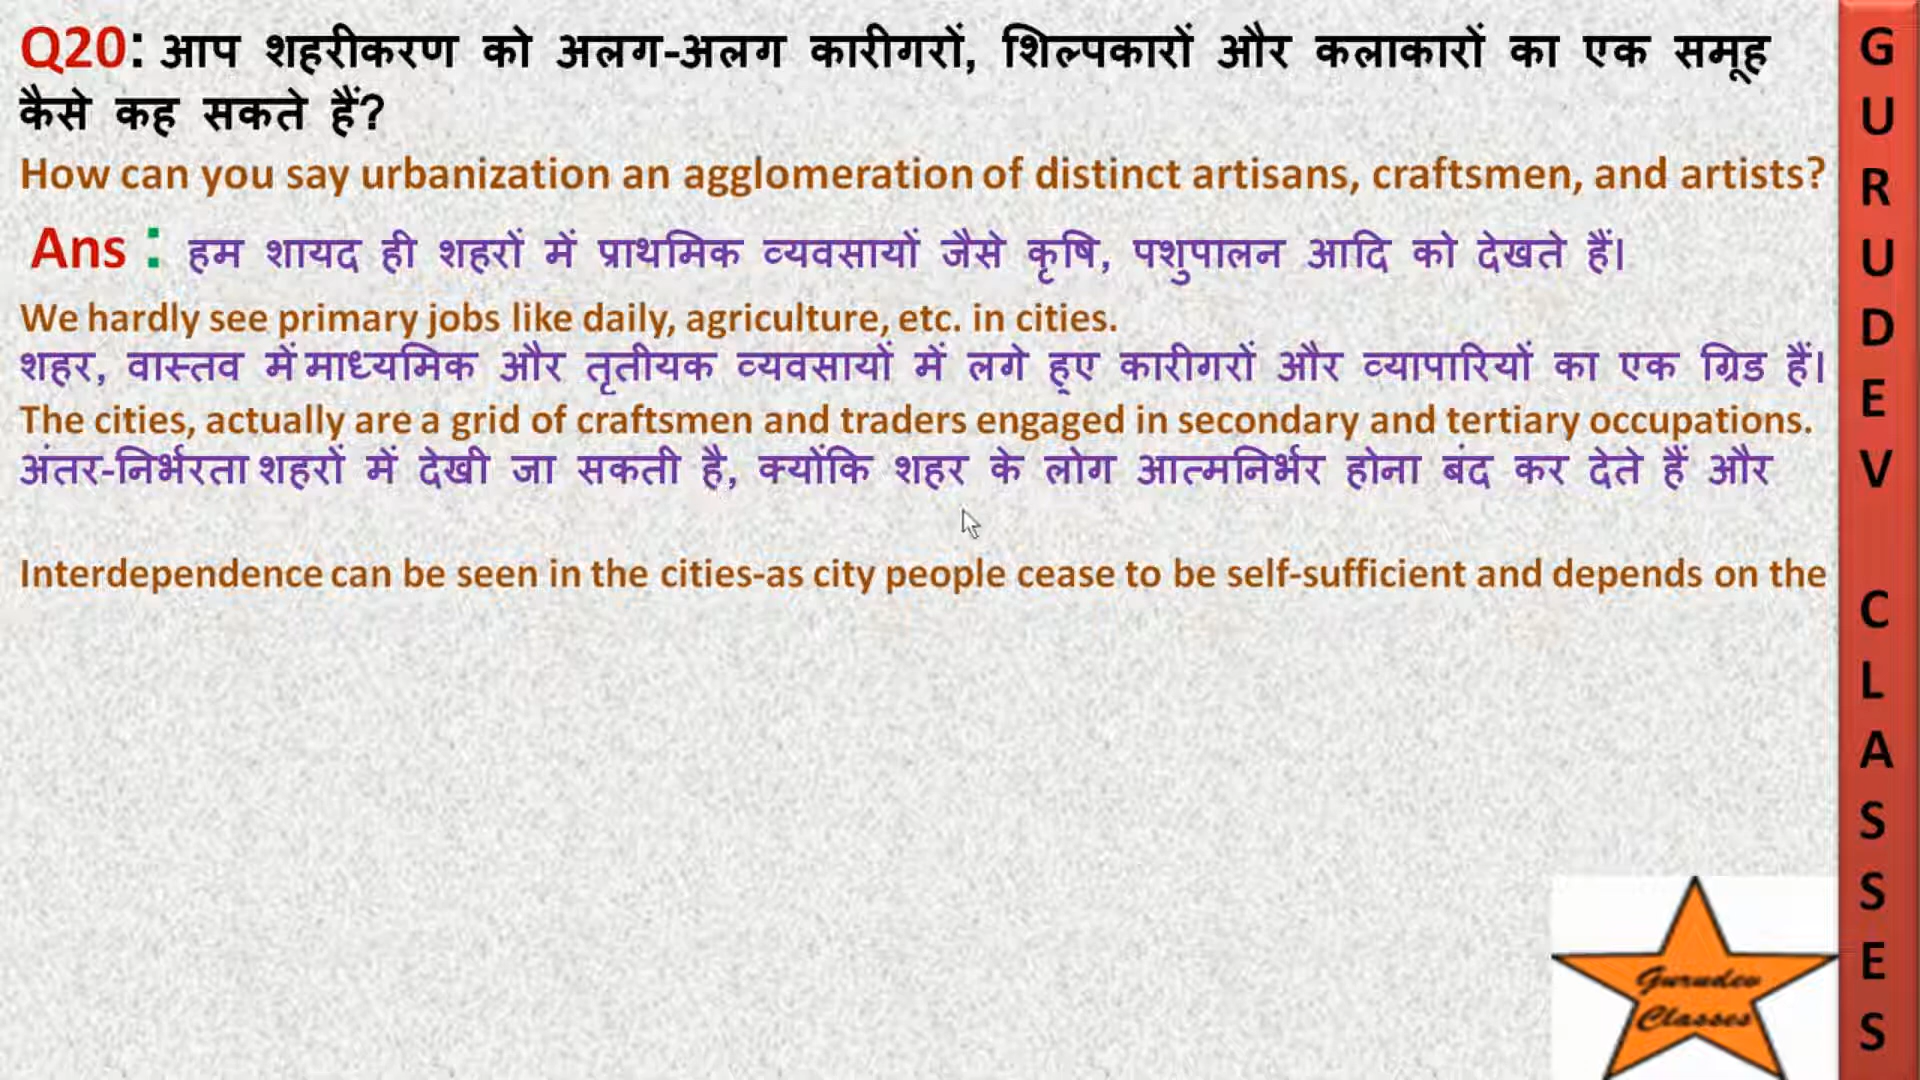 Q20: आप शहरीकरण को अलग-अलग कारीगरों, शिल्पकारों और कलाकारों का एक समूह
कैसे कह सकते हैं?
How can you say urbanization an agglomeration of distinct artisans, craftsmen, and artists?
Ans : हम शायद ही शहरों में प्राथमिक व्यवसायों जैसे कृषि, पशुपालन आदि को देखते हैं।
We hardly see primary jobs like daily, agriculture, etc. in cities.
शहर, वास्तव में माध्यमिक और तृतीयक व्यवसायों में लगे हुए कारीगरों और व्यापारियों का एक ग्रिड हैं।
The cities, actually are a grid of craftsmen and traders engaged in secondary and tertiary occupations.
अंतर-निर्भरता शहरों में देखी जा सकती है, क्योंकि शहर के लोग आत्मनिर्भर होना बंद कर देते हैं और
Interdependence can be seen in the cities-as city people cease to be self-sufficient and depends on the
GURUDEV CLASSES
Gurudev
Classes